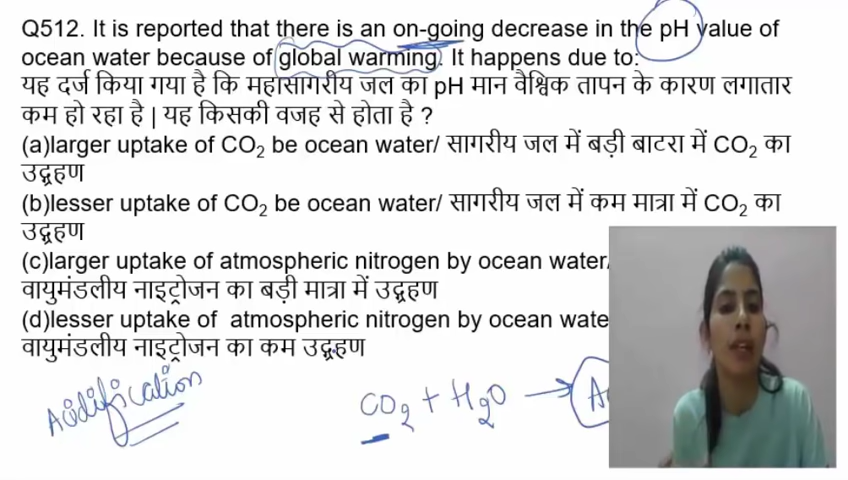 Q512. It is reported that there is an on-going decrease in the pH value of
ocean water because of global warming. It happens due to:
यह दर्ज किया गया है कि महासागरीय जल का pH मान वैश्विक तापन के कारण लगातार
कम हो रहा है | यह किसकी वजह से होता है ?
(a)larger uptake of CO₂ be ocean water/ सागरीय जल में बड़ी बाटरा में CO₂ का
उद्ग्रहण
(b)lesser uptake of CO₂ be ocean water/ सागरीय जल में कम मात्रा में CO₂ का
उद्ग्रहण
(c)larger uptake of atmospheric nitrogen by ocean water/
वायुमंडलीय नाइट्रोजन का बड़ी मात्रा में उद्ग्रहण
(d)lesser uptake of atmospheric nitrogen by ocean wate
वायुमंडलीय नाइट्रोजन का कम उद्ग्रहण
Acidification
CO₂ + H₂O →